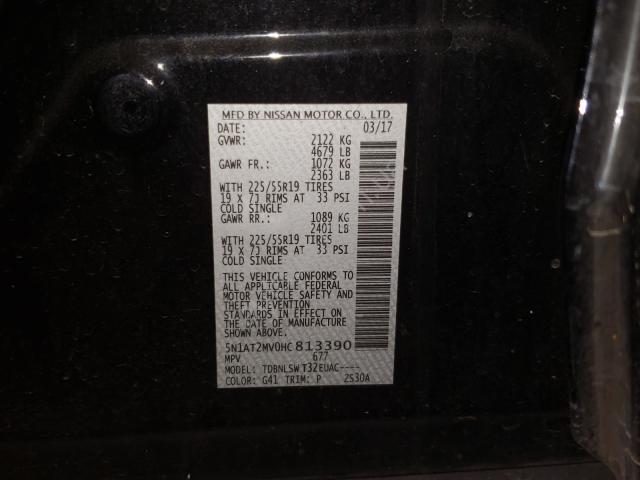 MFD BY NISSAN MOTOR CO., LTD.
DATE: 03/17
GVWR: 2122 KG
4679 LB
GAWR FR.: 1072 KG
2363 LB
WITH 225/55R19 TIRES
19 X 7J RIMS AT 33 PSI
COLD SINGLE
GAWR RR.: 1089 KG
2401 LB
WITH 225/55R19 TIRES
19 X 7J RIMS AT 33 PSI
COLD SINGLE
THIS VEHICLE CONFORMS TO
ALL APPLICABLE FEDERAL
MOTOR VEHICLE SAFETY AND
THEFT PREVENTION
STANDARDS IN EFFECT ON
THE DATE OF MANUFACTURE
SHOWN ABOVE.
5N1AT2MV0HC813390
MPV 677
MODEL: TDBNLSWT32EUAC----
COLOR: G41 TRIM: P 2S30A